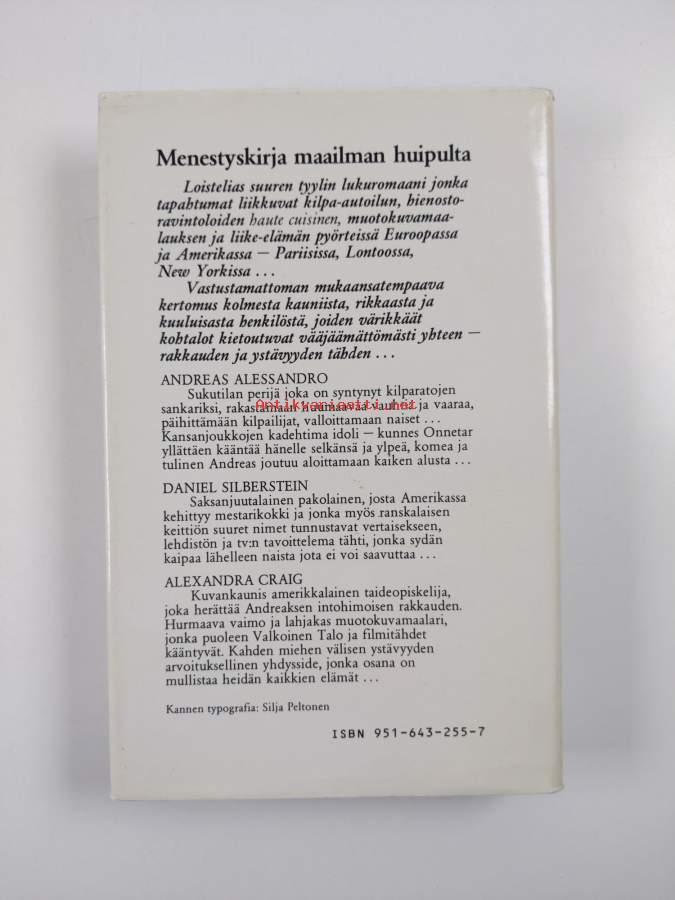 Menestyskirja maailman huipulta
Loistelias suuren tyylin lukuromaani jonka
tapahtumat liikkuvat kilpa-autoilun, hienosto-
ravintoloiden haute cuisinen, muotokuvamaa-
lauksen ja liike-elämän pyörteissä Euroopassa
ja Amerikassa — Pariisissa, Lontoossa,
New Yorkissa ...
Vastustamattoman mukaansatempaava
kertomus kolmesta kauniista, rikkaasta ja
kuuluisasta henkilöstä, joiden värikkäät
kohtalot kietoutuvat vääjäämättömästi yhteen —
rakkauden ja ystävyyden tähden ...
ANDREAS ALESSANDRO
Sukutilan perijä joka on syntynyt kilparatojen
sankariksi, rakastamaan huumaavaa vauhtia ja vaaraa,
Antikvariaatti.net
päihittämään kilpailijat, valloittamaan naiset ...
Kansanjoukkojen kadehtima idoli — kunnes Onnetar
yllättäen kääntää hänelle selkänsä ja ylpeä, komea ja
tulinen Andreas joutuu aloittamaan kaiken alusta ...
DANIEL SILBERSTEIN
Saksanjuutalainen pakolainen, josta Amerikassa
kehittyy mestarikokki ja jonka myös ranskalaisen
keittiön suuret nimet tunnustavat vertaisekseen,
lehdistön ja tv:n tavoittelema tähti, jonka sydän
kaipaa lähelleen naista jota ei voi saavuttaa ...
ALEXANDRA CRAIG
Kuvankaunis amerikkalainen taideopiskelija,
joka herättää Andreaksen intohimoisen rakkauden.
Hurmaava vaimo ja lahjakas muotokuvamaalari,
jonka puoleen Valkoinen Talo ja filmitähdet
kääntyvät. Kahden miehen välisen ystävyyden
arvoituksellinen yhdysside, jonka osana on
mullistaa heidän kaikkien elämät ...
Kannen typografia: Silja Peltonen
ISBN 951-643-255-7